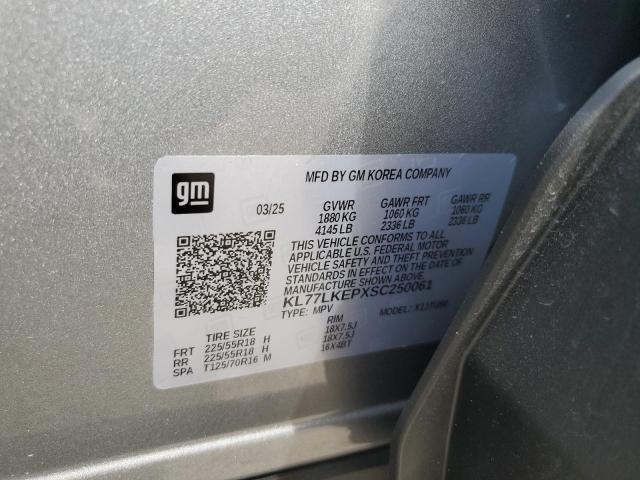 gm
MFD BY GM KOREA COMPANY
03/25 GVWR GAWR FRT GAWR RR
1880 KG 1060 KG 1060 KG
4145 LB 2336 LB 2336 LB
THIS VEHICLE CONFORMS TO ALL
APPLICABLE U.S. FEDERAL MOTOR
VEHICLE SAFETY AND THEFT PREVENTION
STANDARDS IN EFFECT ON THE DATE OF
MANUFACTURE SHOWN ABOVE.
KL77LKEPXSC250061
TYPE: MPV MODEL:
TIRE SIZE RIM
FRT 225/55R18 H 18X7.5J
RR 225/55R18 H 18X7.5J
SPA T125/70R16 M 16X4BT